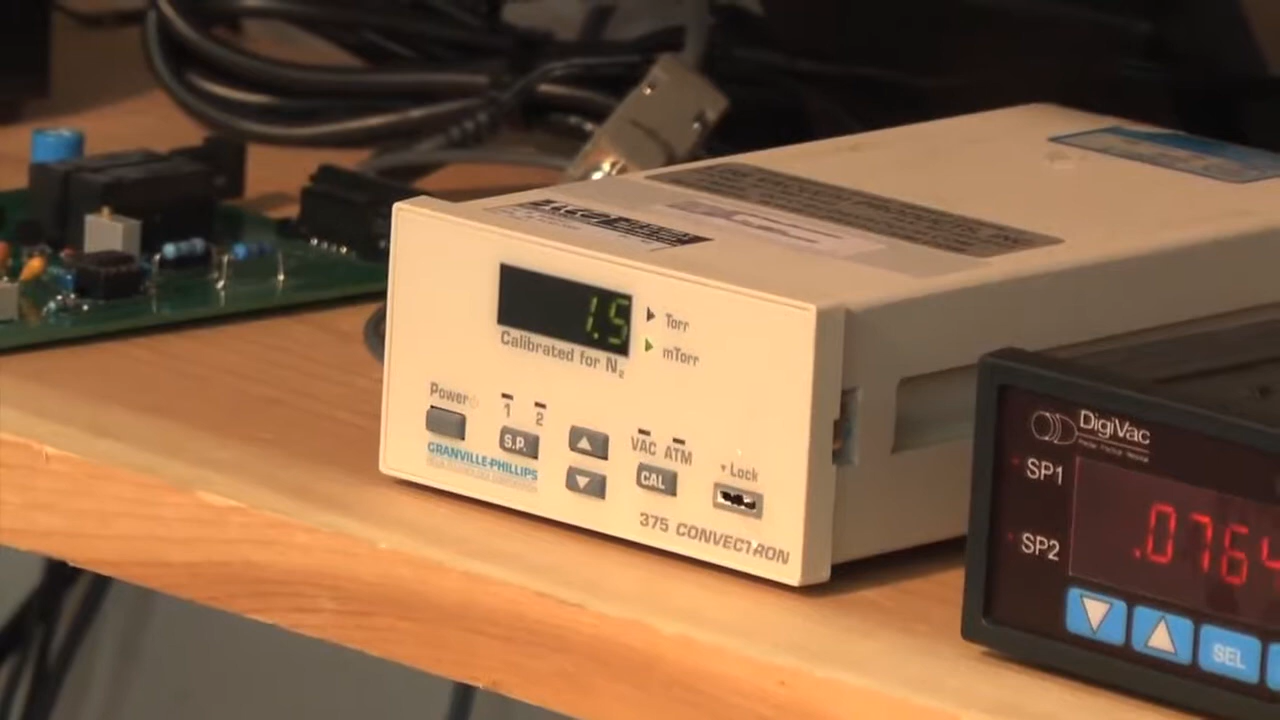 1.5
Torr
mTorr
Calibrated for N₂
Power
1 2
S.P.
VAC ATM
CAL
Lock
GRANVILLE-PHILLIPS
375 CONVECTRON
DigiVac
SP1
SP2
.0764
SEL